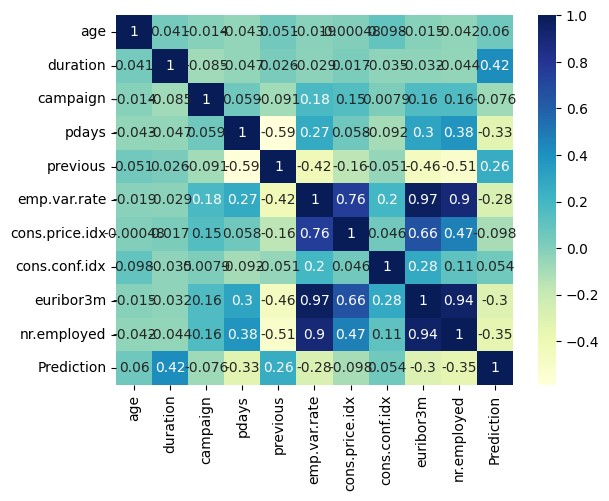 age 1 0.041 -0.014 -0.043 0.051 -0.019 -0.00048 0.098 -0.015 -0.042 0.06
duration 0.041 1 -0.085 -0.047 0.026 -0.029 0.017 -0.035 -0.032 -0.044 0.42
campaign -0.014 -0.085 1 0.059 -0.091 0.18 0.15 0.0079 0.16 0.16 -0.076
pdays -0.043 -0.047 0.059 1 -0.59 0.27 0.058 -0.092 0.3 0.38 -0.33
previous 0.051 0.026 -0.091 -0.59 1 -0.42 -0.16 -0.051 -0.46 -0.51 0.26
emp.var.rate -0.019 -0.029 0.18 0.27 -0.42 1 0.76 0.2 0.97 0.9 -0.28
cons.price.idx -0.00048 0.017 0.15 0.058 -0.16 0.76 1 0.046 0.66 0.47 -0.098
cons.conf.idx 0.098 -0.035 0.0079 -0.092 -0.051 0.2 0.046 1 0.28 0.11 0.054
euribor3m -0.015 -0.032 0.16 0.3 -0.46 0.97 0.66 0.28 1 0.94 -0.3
nr.employed -0.042 -0.044 0.16 0.38 -0.51 0.9 0.47 0.11 0.94 1 -0.35
Prediction 0.06 0.42 -0.076 -0.33 0.26 -0.28 -0.098 0.054 -0.3 -0.35 1
age
duration
campaign
pdays
previous
emp.var.rate
cons.price.idx
cons.conf.idx
euribor3m
nr.employed
Prediction
1.0
0.8
0.6
0.4
0.2
0.0
−0.2
−0.4